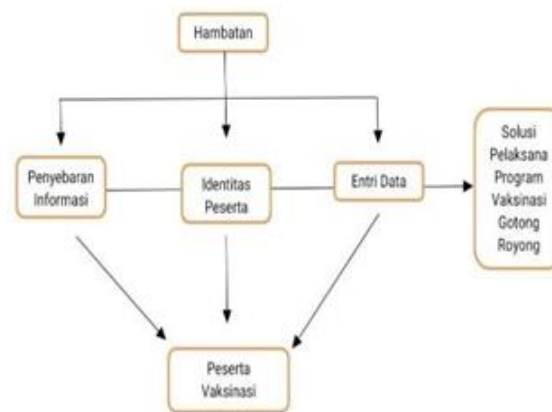 Hambatan
Penyebaran
Informasi
Identitas
Peserta
Entri Data
Solusi
Pelaksana
Program
Vaksinasi
Gotong
Royong
Peserta
Vaksinasi